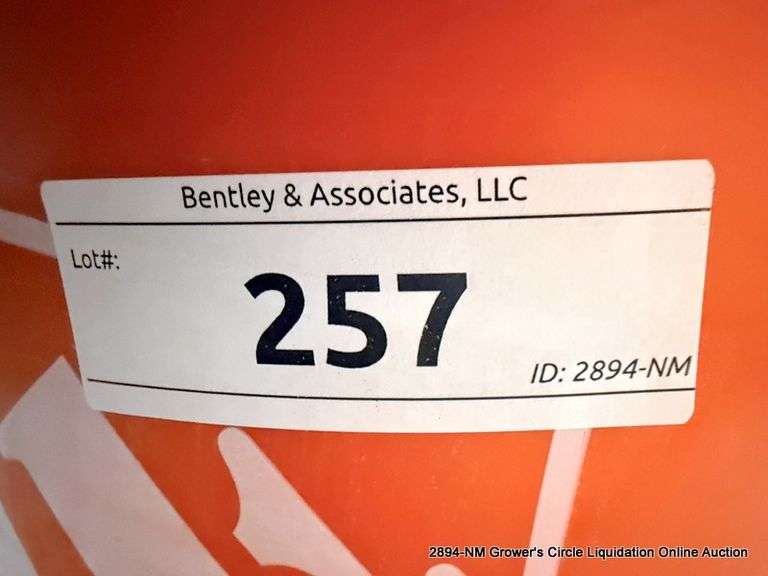 Bentley & Associates, LLC
Lot#:
257
ID: 2894-NM
2894-NM Grower's Circle Liquidation Online Auction